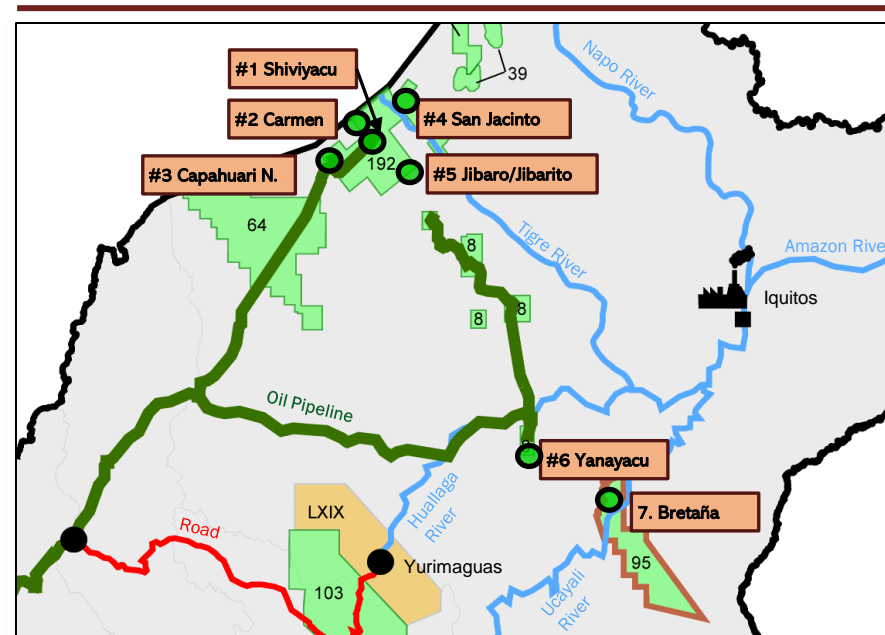 39
Napo River
#1 Shiviyacu
#2 Carmen
#4 San Jacinto
192
#3 Capahuari N.
#5 Jibaro/Jibarito
64
8
Tigre River
Amazon Rive
8
8
Iquitos
Oil Pipeline
#6 Yanayacu
Huallaga
River
LXIX
7. Bretaña
Road
Yurimaguas
95
103
Ucayali
River